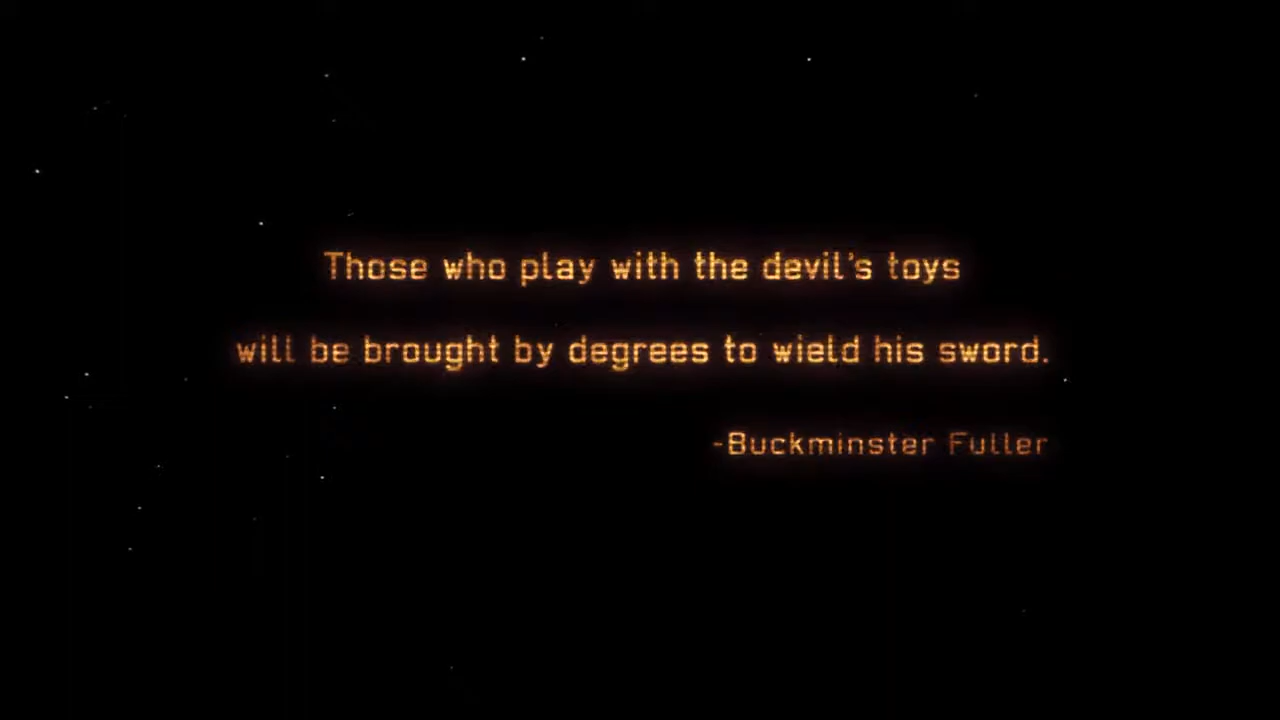 Those who play with the devil's toys
will be brought by degrees to wield his sword.
-Buckminster Fuller